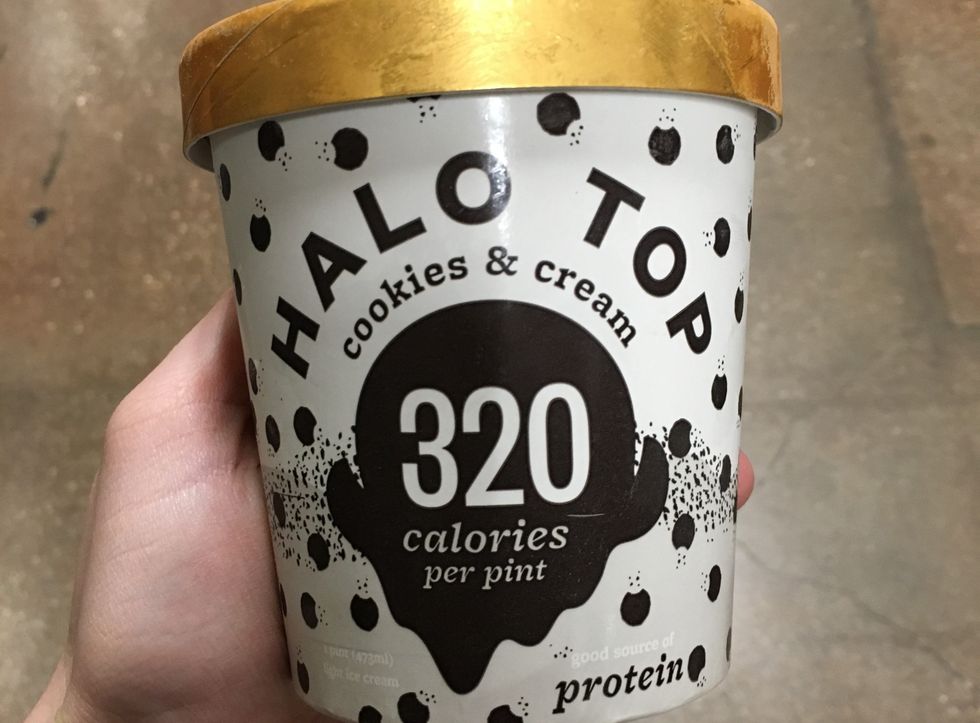 HALO TOP
cookies & cream
320
calories
per pint
1 pint (473ml)
light ice cream
good source of
protein